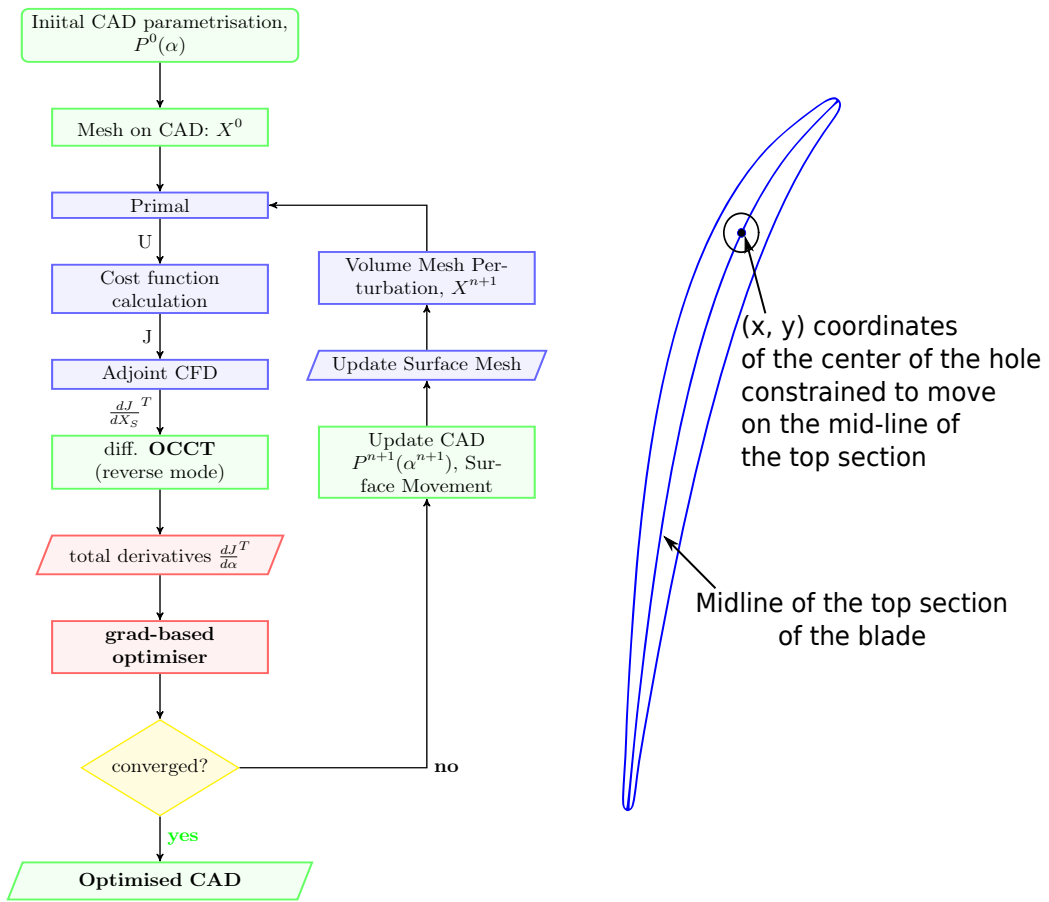 Iniital CAD parametrisation,
P^0(α)
Mesh on CAD: X^0
Primal
U
Cost function
calculation
J
Adjoint CFD
dJ/dX_S^T
diff. OCCT
(reverse mode)
total derivatives dJ/dα^T
grad-based
optimiser
converged?
no
yes
Optimised CAD
Volume Mesh Per-
turbation, X^{n+1}
Update Surface Mesh
Update CAD
P^{n+1}(α^{n+1}), Sur-
face Movement
(x, y) coordinates
of the center of the hole
constrained to move
on the mid-line of
the top section
Midline of the top section
of the blade